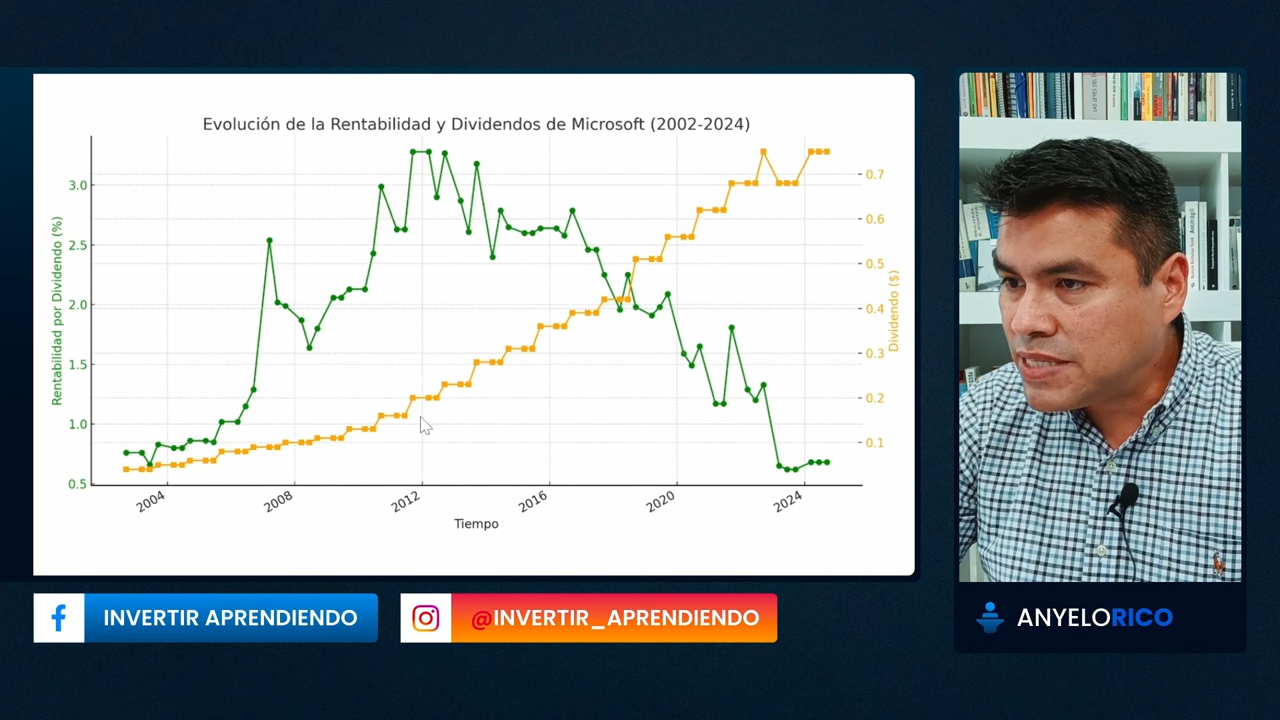 Evolución de la Rentabilidad y Dividendos de Microsoft (2002-2024)
Rentabilidad por Dividendo (%)
3.0
2.5
2.0
1.5
1.0
0.5
0.7
0.6
0.5
0.4
0.3
0.2
0.1
Dividendo ($)
2004
2008
2012
2016
2020
2024
Tiempo
INVERTIR APRENDIENDO
@INVERTIR_APRENDIENDO
ANYELORICO